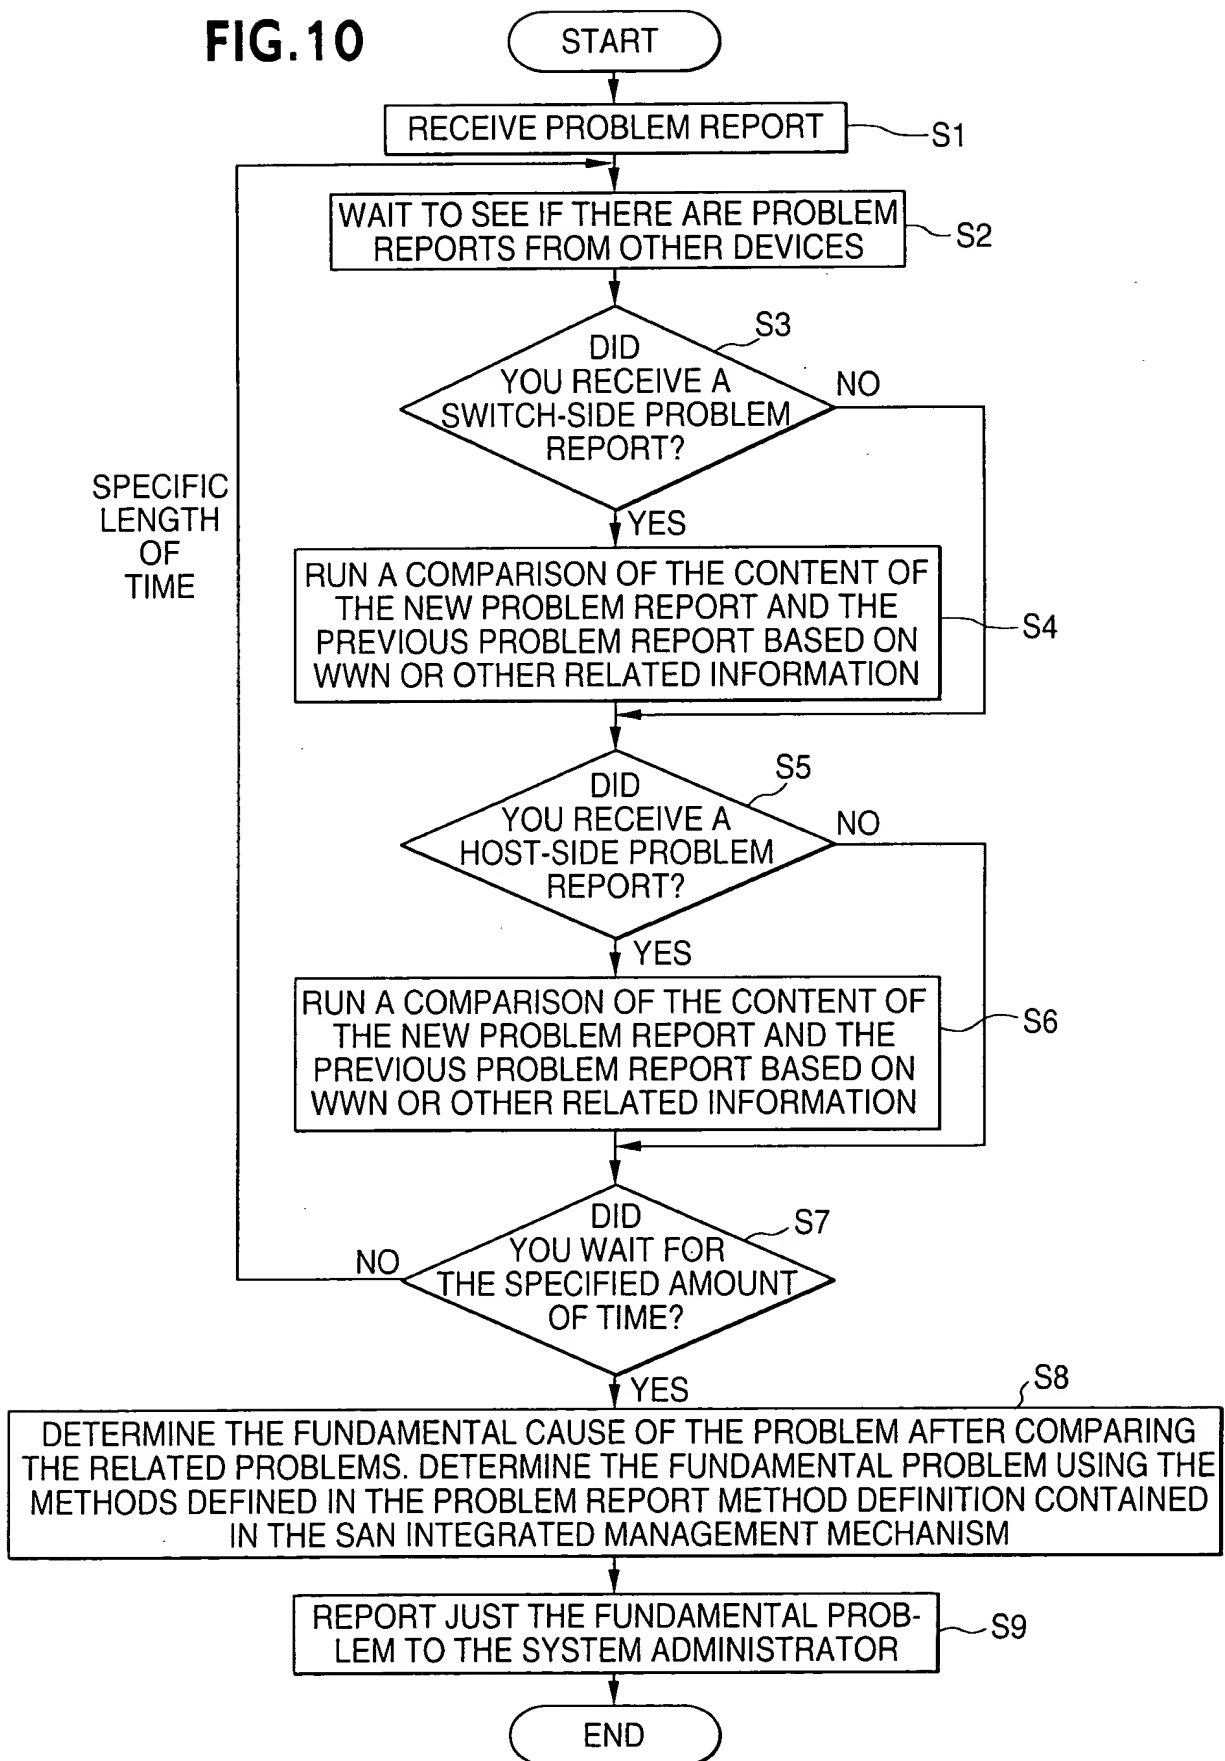 FIG.10
START
RECEIVE PROBLEM REPORT
S1
WAIT TO SEE IF THERE ARE PROBLEM
REPORTS FROM OTHER DEVICES
S2
S3
DID
YOU RECEIVE A
SWITCH-SIDE PROBLEM
REPORT?
NO
YES
SPECIFIC
LENGTH
OF
TIME
RUN A COMPARISON OF THE CONTENT OF
THE NEW PROBLEM REPORT AND THE
PREVIOUS PROBLEM REPORT BASED ON
WWN OR OTHER RELATED INFORMATION
S4
S5
DID
YOU RECEIVE A
HOST-SIDE PROBLEM
REPORT?
NO
YES
RUN A COMPARISON OF THE CONTENT OF
THE NEW PROBLEM REPORT AND THE
PREVIOUS PROBLEM REPORT BASED ON
WWN OR OTHER RELATED INFORMATION
S6
S7
DID
YOU WAIT FOR
THE SPECIFIED AMOUNT
OF TIME?
NO
YES
S8
DETERMINE THE FUNDAMENTAL CAUSE OF THE PROBLEM AFTER COMPARING
THE RELATED PROBLEMS. DETERMINE THE FUNDAMENTAL PROBLEM USING THE
METHODS DEFINED IN THE PROBLEM REPORT METHOD DEFINITION CONTAINED
IN THE SAN INTEGRATED MANAGEMENT MECHANISM
REPORT JUST THE FUNDAMENTAL PROB-
LEM TO THE SYSTEM ADMINISTRATOR
S9
END